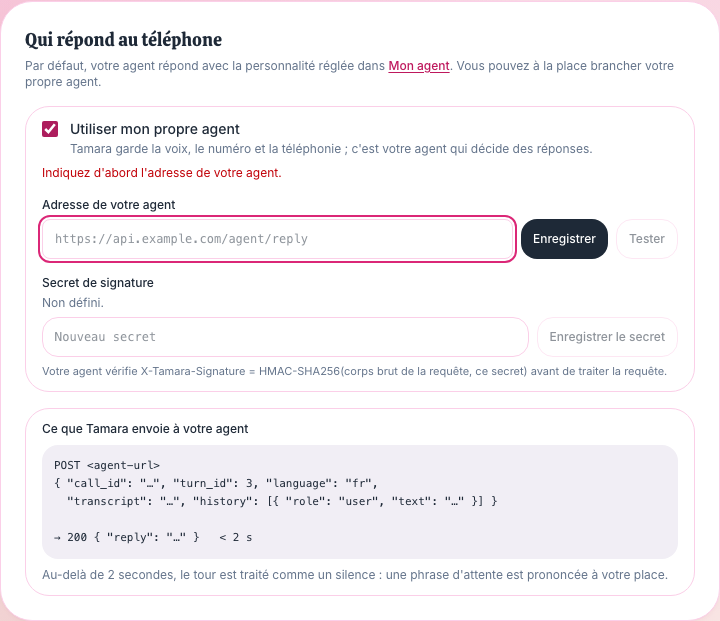 Qui répond au téléphone
Par défaut, votre agent répond avec la personnalité réglée dans Mon agent. Vous pouvez à la place brancher votre
propre agent.
Utiliser mon propre agent
Tamara garde la voix, le numéro et la téléphonie ; c'est votre agent qui décide des réponses.
Indiquez d'abord l'adresse de votre agent.
Adresse de votre agent
https://api.example.com/agent/reply
Enregistrer
Tester
Secret de signature
Non défini.
Nouveau secret
Enregistrer le secret
Votre agent vérifie X-Tamara-Signature = HMAC-SHA256(corps brut de la requête, ce secret) avant de traiter la requête.
Ce que Tamara envoie à votre agent
POST <agent-url>
{ "call_id": "…", "turn_id": 3, "language": "fr",
  "transcript": "…", "history": [{ "role": "user", "text": "…" }] }
→ 200 { "reply": "…" }   < 2 s
Au-delà de 2 secondes, le tour est traité comme un silence : une phrase d'attente est prononcée à votre place.